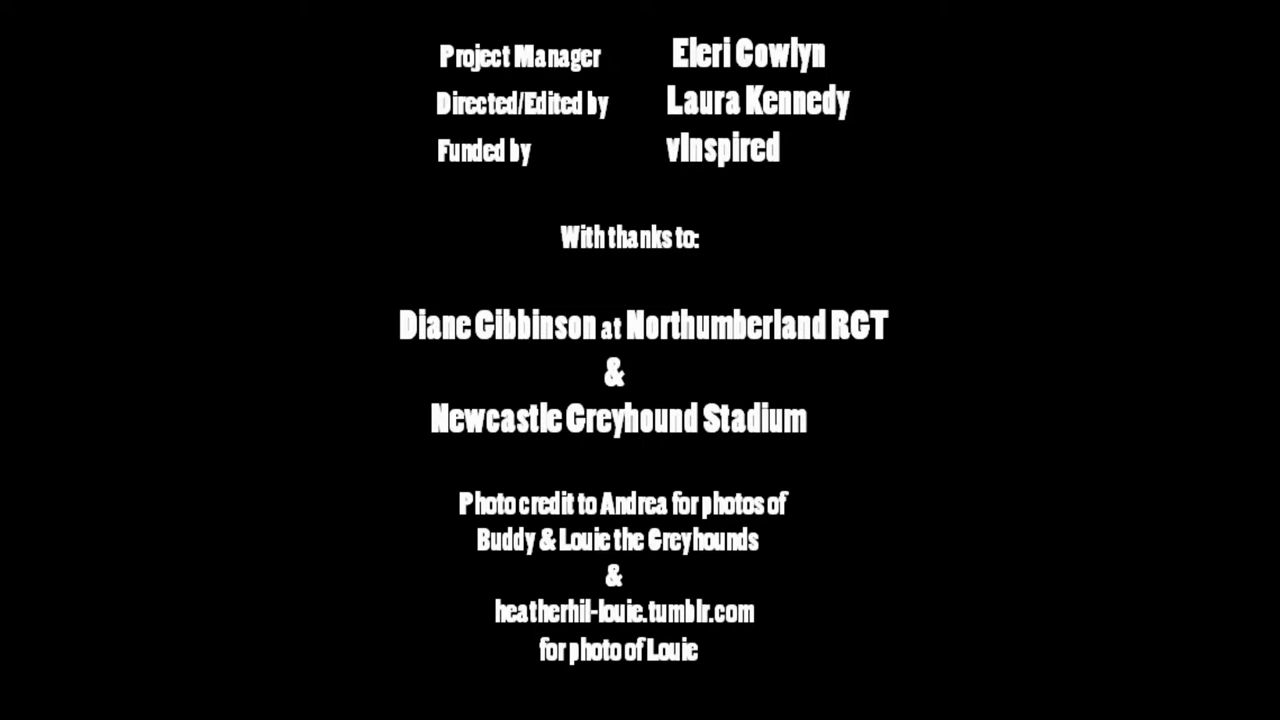 Project Manager Eleri Cowlyn
Directed/Edited by Laura Kennedy
Funded by vInspired
With thanks to:
Diane Gibbinson at Northumberland RGT
&
Newcastle Greyhound Stadium
Photo credit to Andrea for photos of
Buddy & Louie the Greyhounds
&
heatherhil-louie.tumblr.com
for photo of Louie